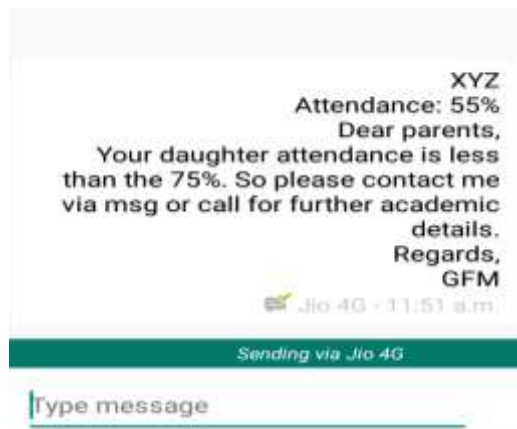 XYZ
Attendance: 55%
Dear parents,
Your daughter attendance is less
than the 75%. So please contact me
via msg or call for further academic
details.
Regards,
GFM
Jio 4G - 11:51 a.m.
Sending via Jio 4G
Type message